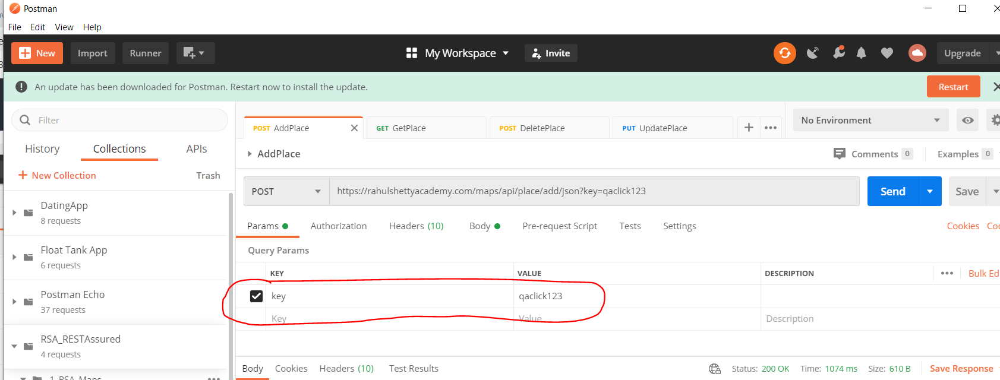 Postman
File Edit View Help
New Import Runner My Workspace Invite Upgrade
An update has been downloaded for Postman. Restart now to install the update. Restart
Filter
POST AddPlace GET GetPlace POST DeletePlace PUT UpdatePlace No Environment
History Collections APIs
AddPlace Comments 0 Examples 0
+ New Collection Trash
POST https://rahulshettyacademy.com/maps/api/place/add/json?key=qaclick123 Send Save
DatingApp
8 requests
Params Authorization Headers (10) Body Pre-request Script Tests Settings Cookies
Float Tank App
6 requests
Query Params
KEY VALUE DESCRIPTION Bulk Ed
key qaclick123
Key Value Description
Postman Echo
37 requests
RSA_RESTAssured
4 requests
Body Cookies Headers (10) Test Results Status: 200 OK Time: 1074 ms Size: 610 B Save Response
1_RSA_Maps